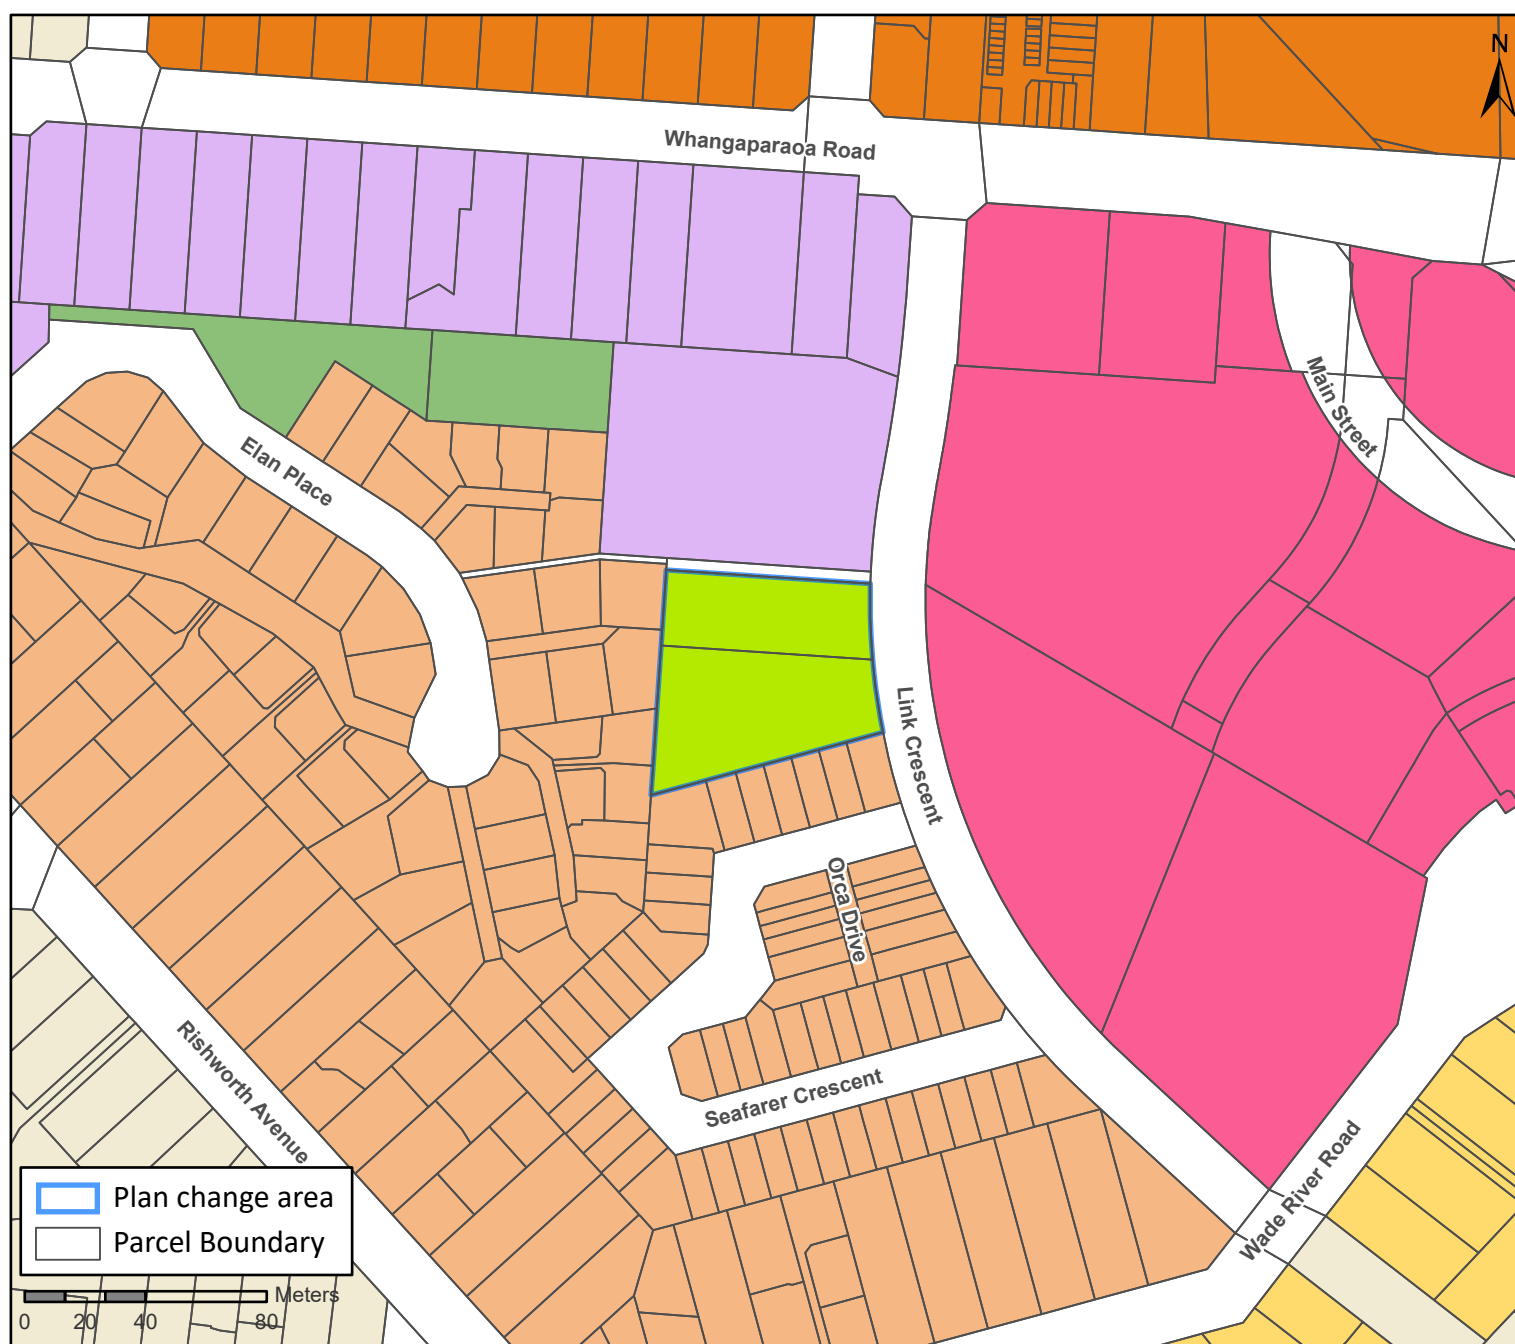 N
Whangaparaoa Road
Main Street
Elan Place
Link Crescent
Orca Drive
Rishworth Avenue
Seafarer Crescent
Wade River Road
Plan change area
Parcel Boundary
Meters
0 20 40 80